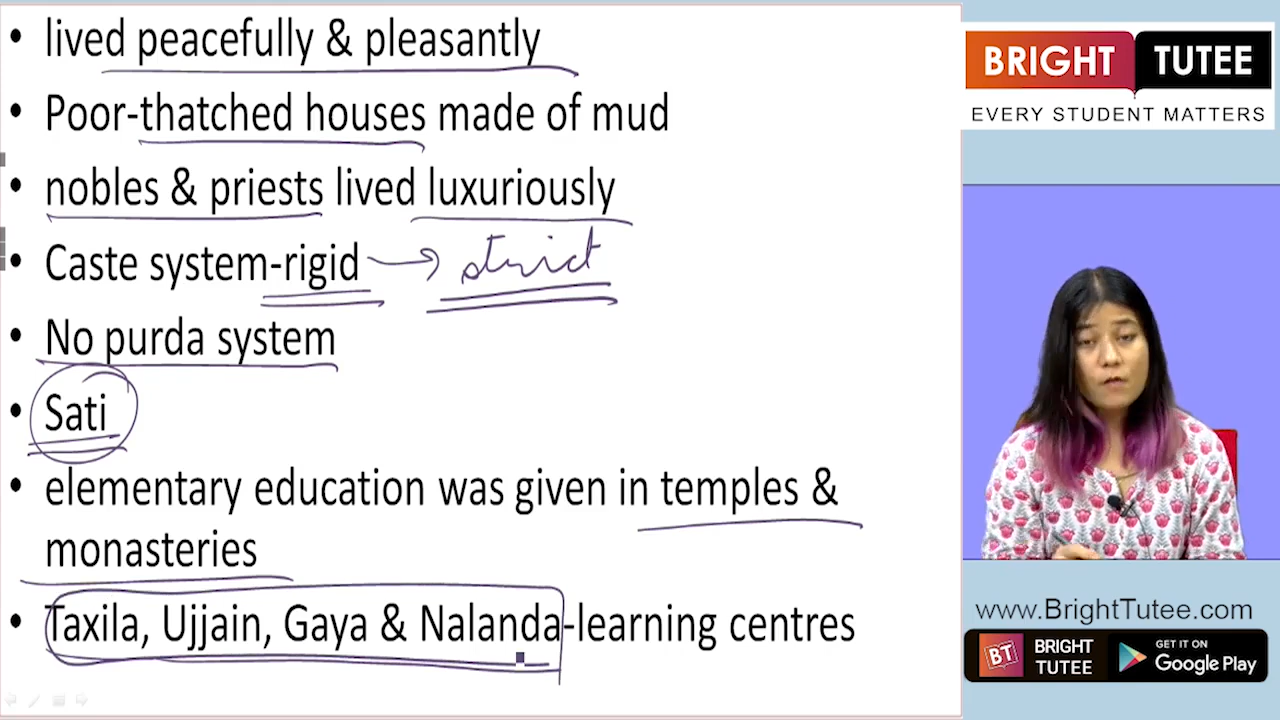 • lived peacefully & pleasantly
• Poor-thatched houses made of mud
• nobles & priests lived luxuriously
• Caste system-rigid → strict
• No purda system
• Sati
• elementary education was given in temples &
monasteries
• Taxila, Ujjain, Gaya & Nalanda-learning centres
BRIGHT TUTEE
EVERY STUDENT MATTERS
www.BrightTutee.com
BT BRIGHT TUTEE
GET IT ON
Google Play